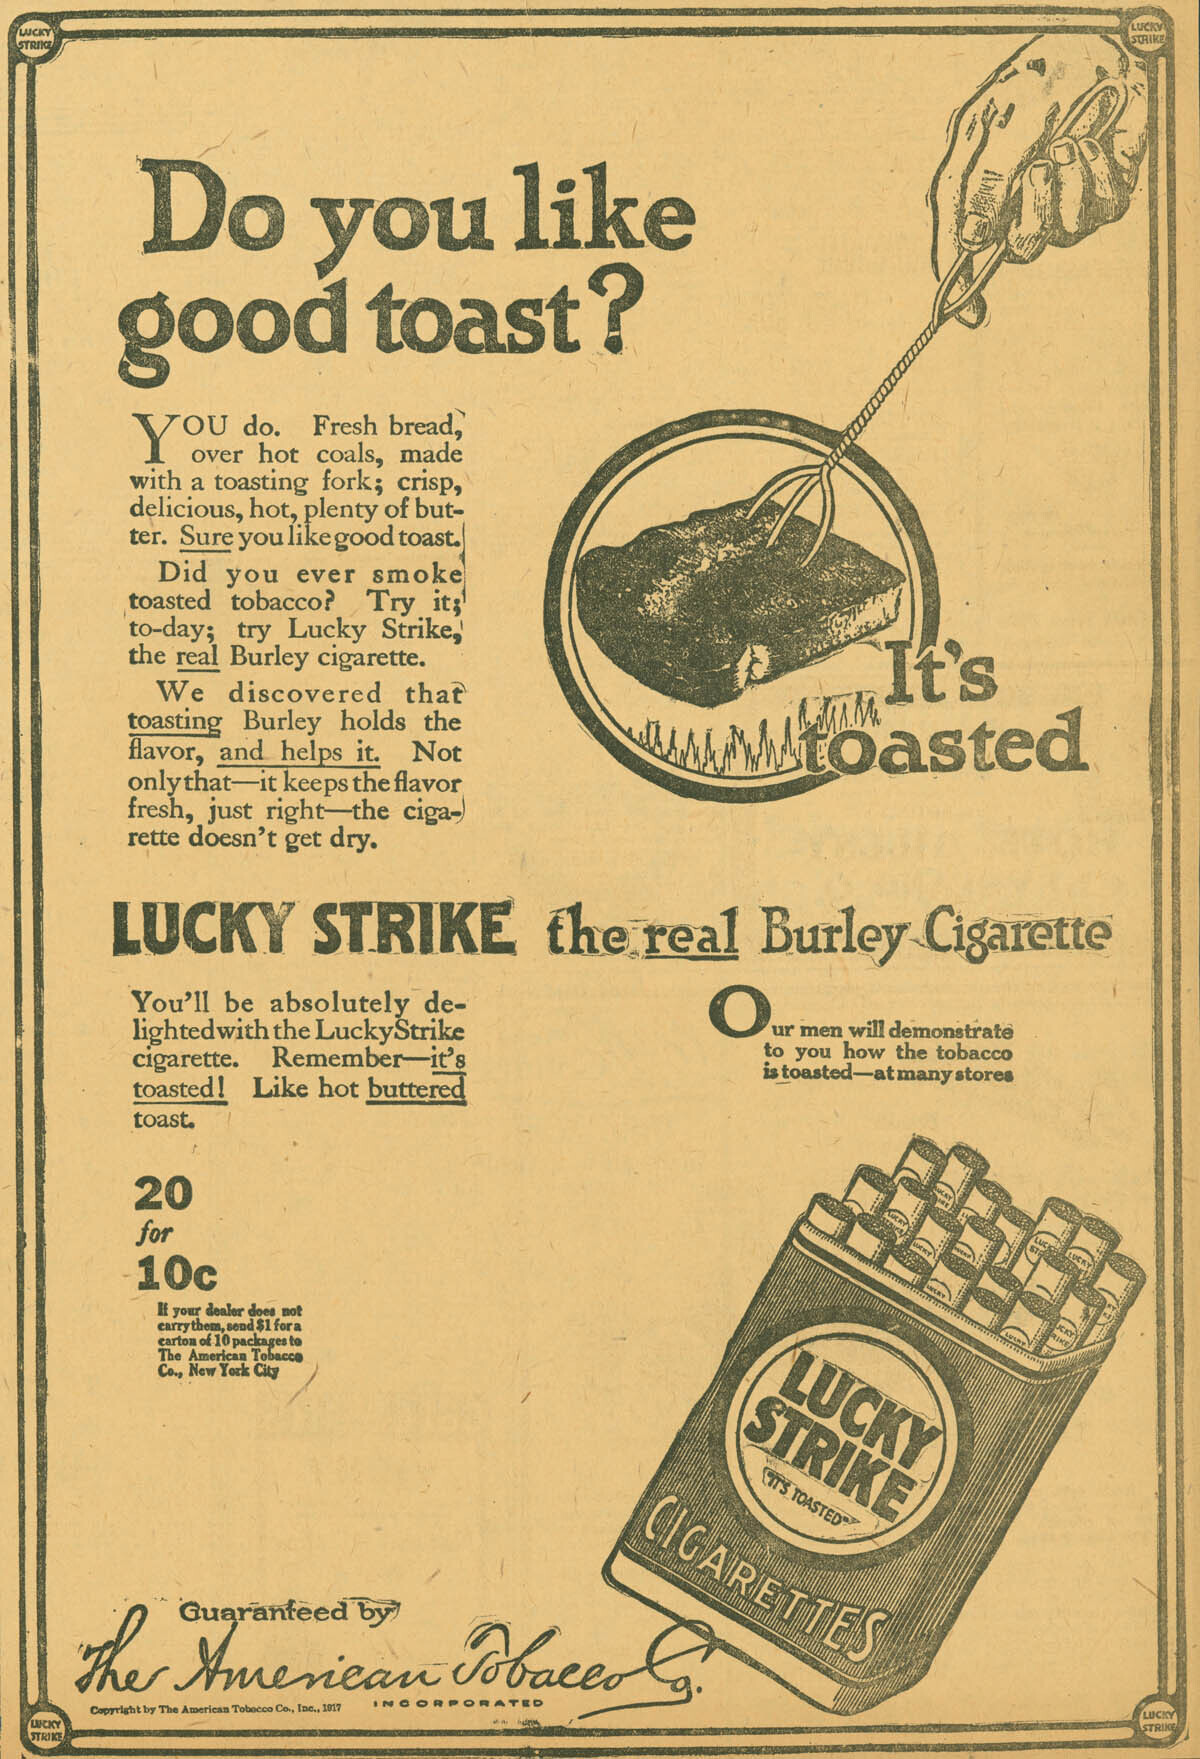 LUCKY
STRIKE
LUCKY
STRIKE
Do you like
good toast?
YOU do. Fresh bread,
over hot coals, made
with a toasting fork; crisp,
delicious, hot, plenty of but-
ter. Sure you like good toast.
Did you ever smoke
toasted tobacco? Try it;
to-day; try Lucky Strike,
the real Burley cigarette.
We discovered that
toasting Burley holds the
flavor, and helps it. Not
only that—it keeps the flavor
fresh, just right—the ciga-
rette doesn't get dry.
It's
toasted
LUCKY STRIKE the real Burley Cigarette
You'll be absolutely de-
lighted with the Lucky Strike
cigarette. Remember—it's
toasted! Like hot buttered
toast.
Our men will demonstrate
to you how the tobacco
is toasted—at many stores
20
for
10c
If your dealer does not
carry them, send $1 for a
carton of 10 packages to
The American Tobacco
Co., New York City
LUCKY
STRIKE
"IT'S TOASTED"
CIGARETTES
Guaranteed by
The American Tobacco Co.
INCORPORATED
Copyright by The American Tobacco Co., Inc., 1917
LUCKY
STRIKE
LUCKY
STRIKE